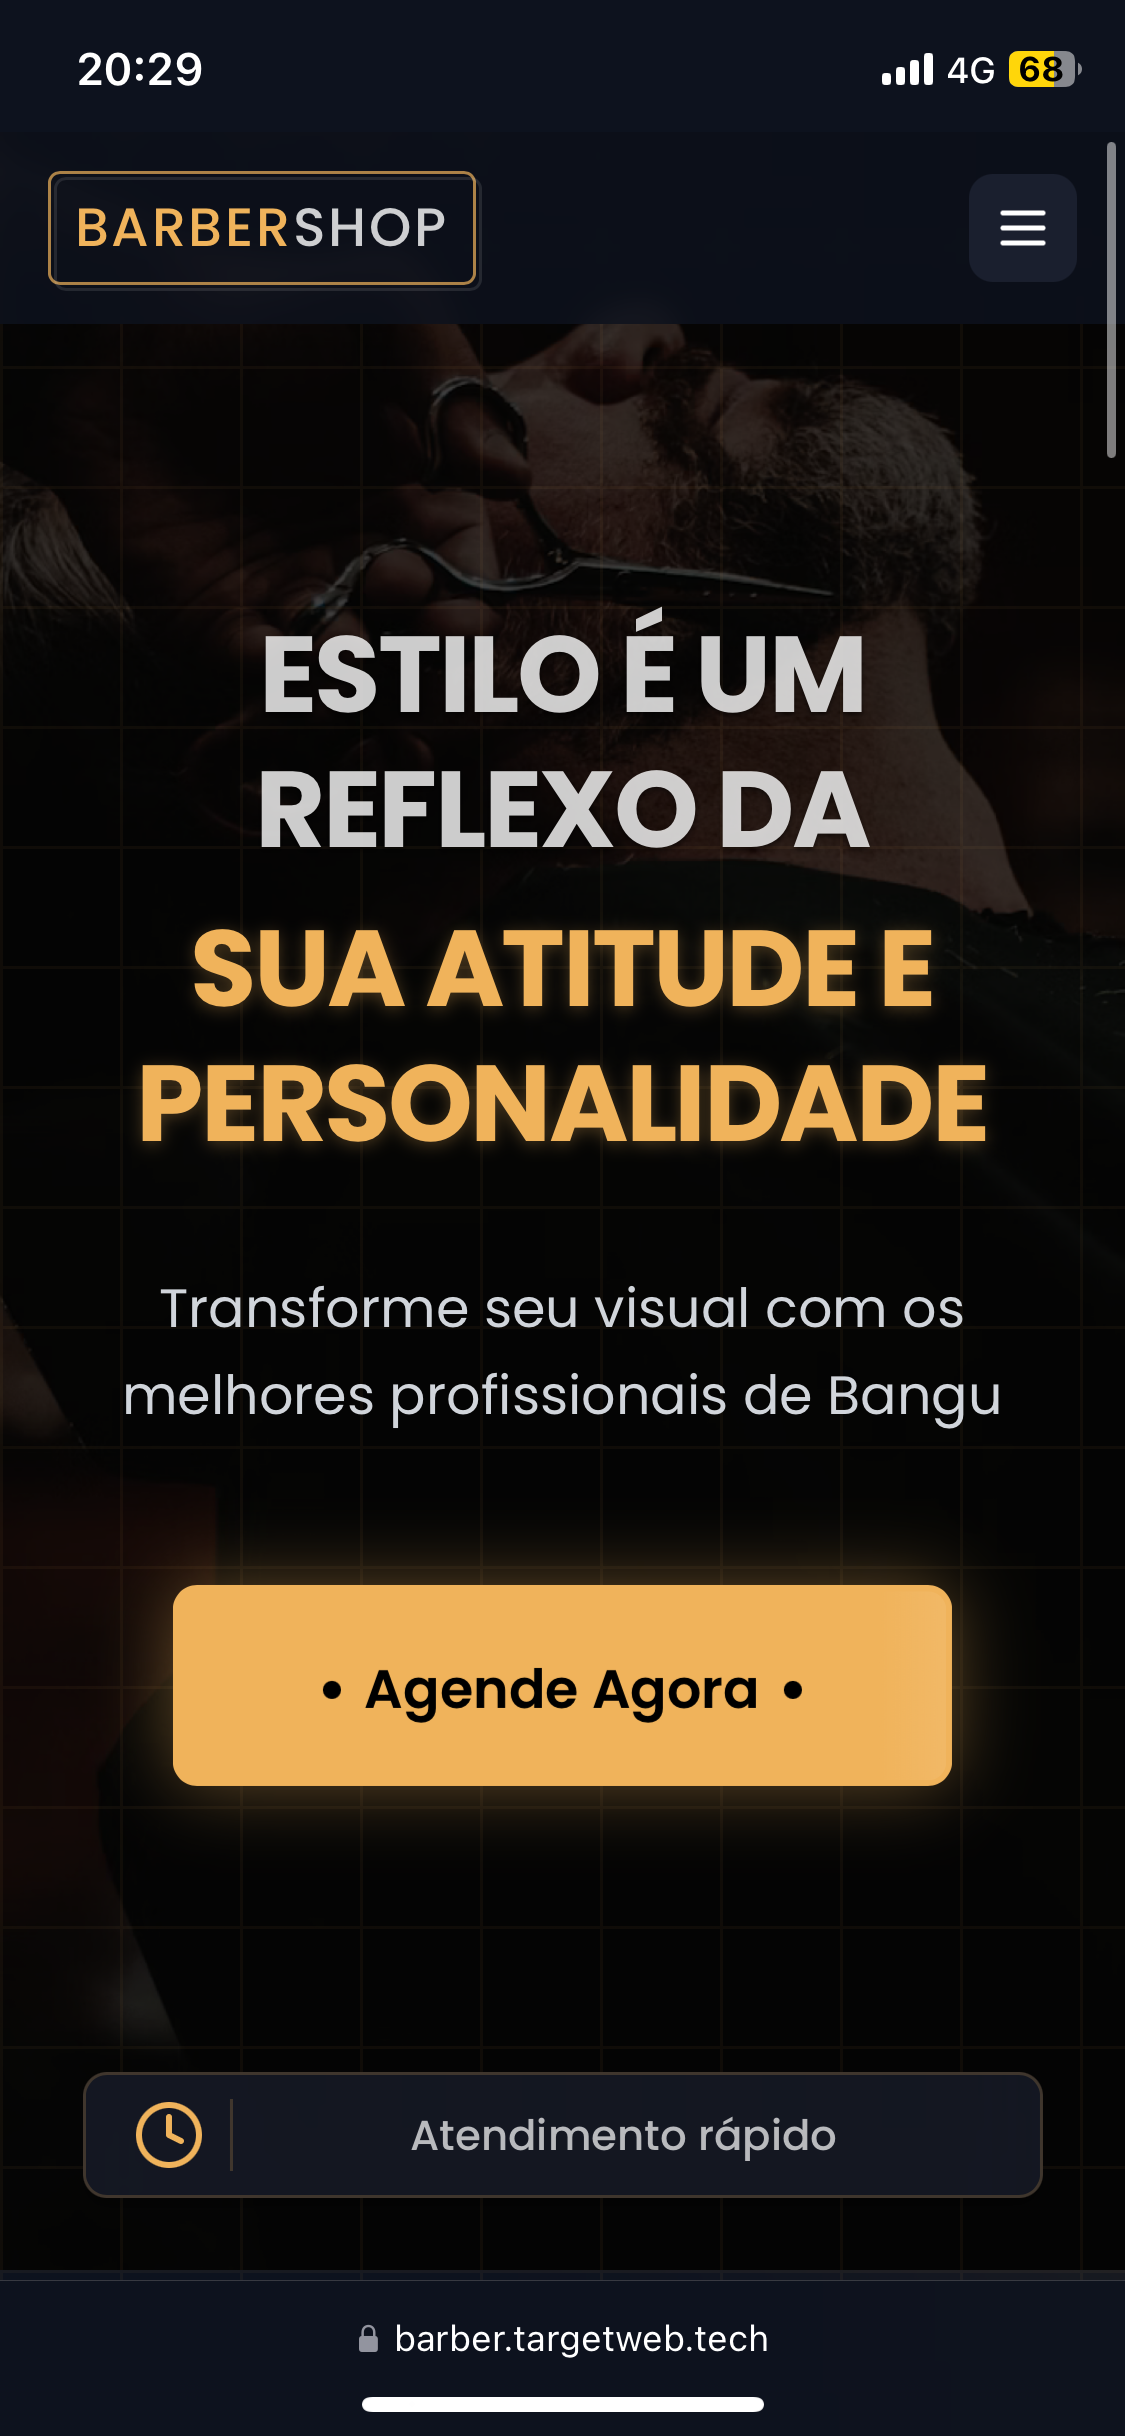 20:29
4G
68
BARBERSHOP
ESTILO É UM
REFLEXO DA
SUA ATITUDE E
PERSONALIDADE
Transforme seu visual com os
melhores profissionais de Bangu
• Agende Agora •
Atendimento rápido
barber.targetweb.tech